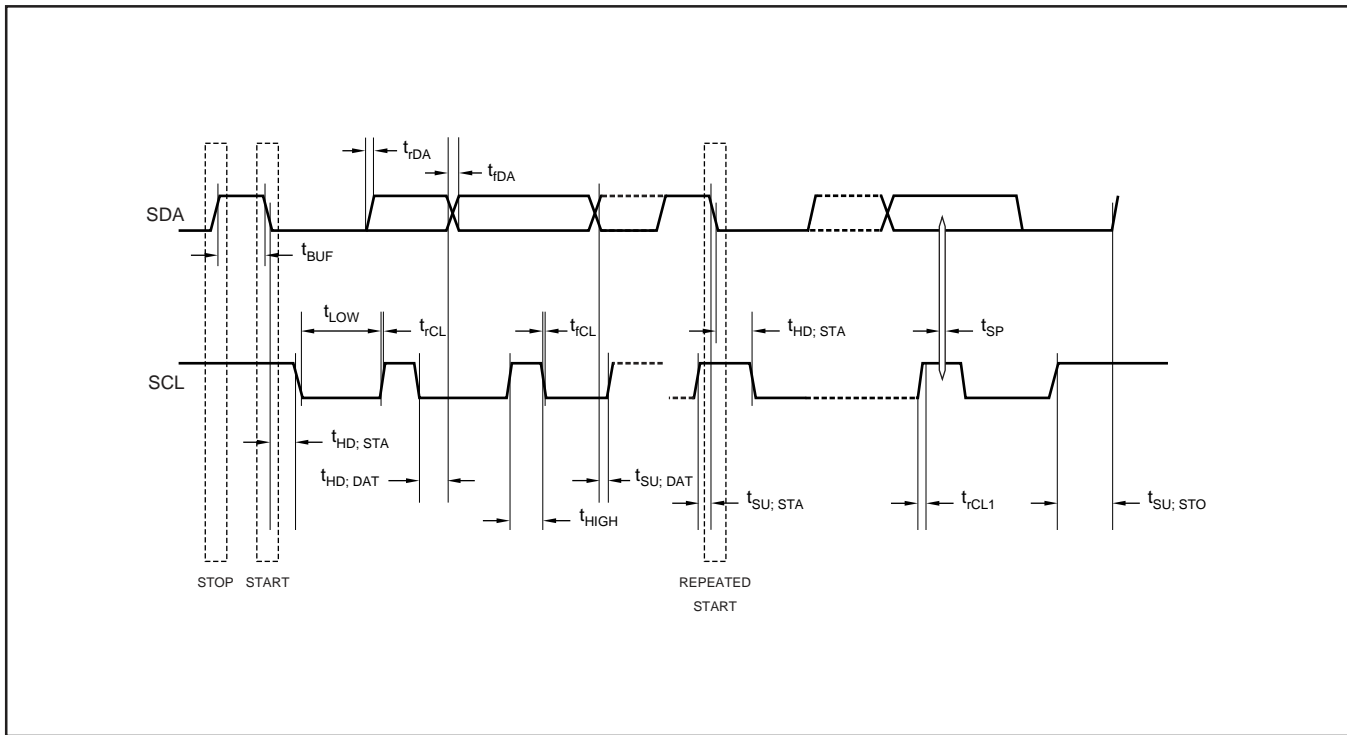 trDA
tfDA
SDA
tBUF
tLOW
trCL
tfCL
tHD; STA
tSP
SCL
tHD; STA
tHD; DAT
tSU; DAT
tHIGH
tSU; STA
trCL1
tSU; STO
STOP START
REPEATED
START